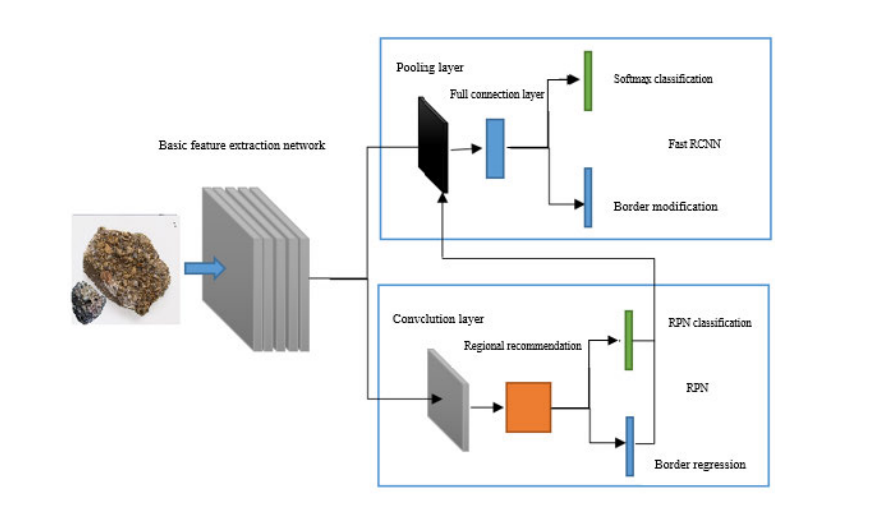 Pooling layer
Softmax classification
Full connection layer
Basic feature extraction network
Fast RCNN
Border modification
Convclution layer
RPN classification
Regional recommendation
RPN
Border regression